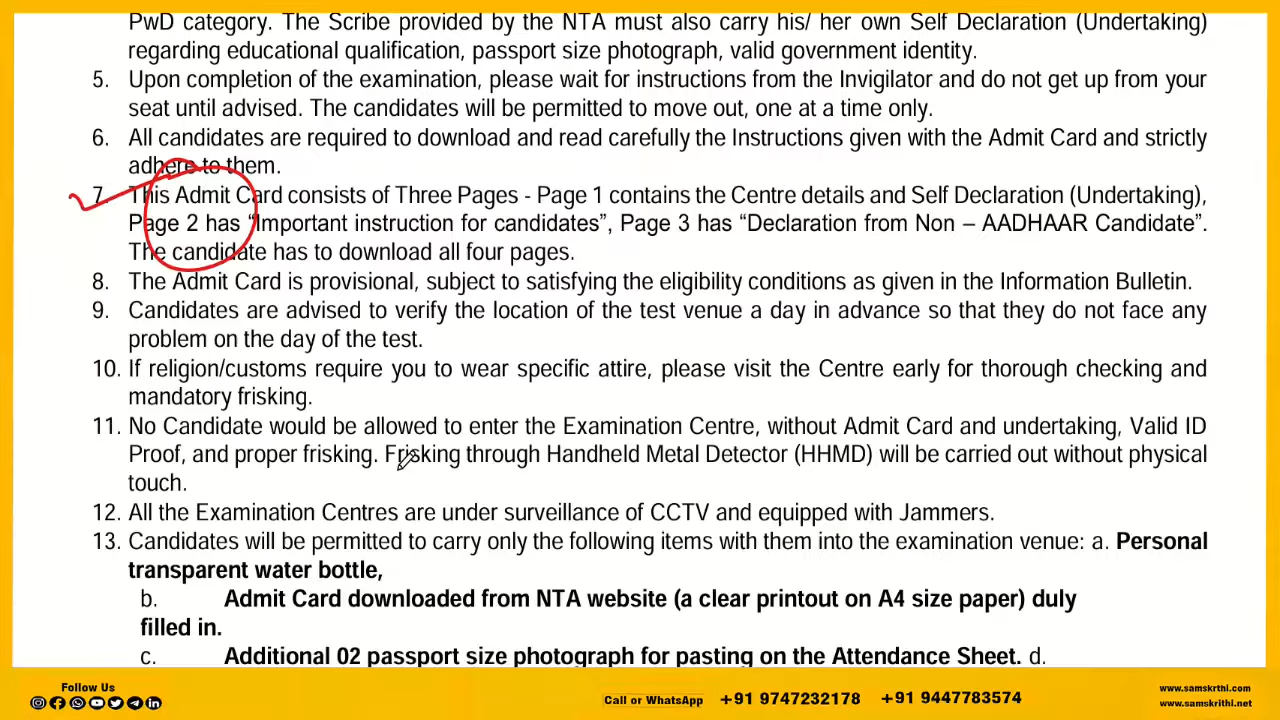 PwD category. The Scribe provided by the NTA must also carry his/ her own Self Declaration (Undertaking)
regarding educational qualification, passport size photograph, valid government identity.
5. Upon completion of the examination, please wait for instructions from the Invigilator and do not get up from your
seat until advised. The candidates will be permitted to move out, one at a time only.
6. All candidates are required to download and read carefully the Instructions given with the Admit Card and strictly
adhere to them.
7. This Admit Card consists of Three Pages - Page 1 contains the Centre details and Self Declaration (Undertaking),
Page 2 has “Important instruction for candidates”, Page 3 has “Declaration from Non – AADHAAR Candidate”.
The candidate has to download all four pages.
8. The Admit Card is provisional, subject to satisfying the eligibility conditions as given in the Information Bulletin.
9. Candidates are advised to verify the location of the test venue a day in advance so that they do not face any
problem on the day of the test.
10. If religion/customs require you to wear specific attire, please visit the Centre early for thorough checking and
mandatory frisking.
11. No Candidate would be allowed to enter the Examination Centre, without Admit Card and undertaking, Valid ID
Proof, and proper frisking. Frisking through Handheld Metal Detector (HHMD) will be carried out without physical
touch.
12. All the Examination Centres are under surveillance of CCTV and equipped with Jammers.
13. Candidates will be permitted to carry only the following items with them into the examination venue: a. Personal
transparent water bottle,
b. Admit Card downloaded from NTA website (a clear printout on A4 size paper) duly
filled in.
c. Additional 02 passport size photograph for pasting on the Attendance Sheet. d.
Follow Us
Call or WhatsApp +91 9747232178 +91 9447783574
www.samskrthi.com
www.samskrithi.net